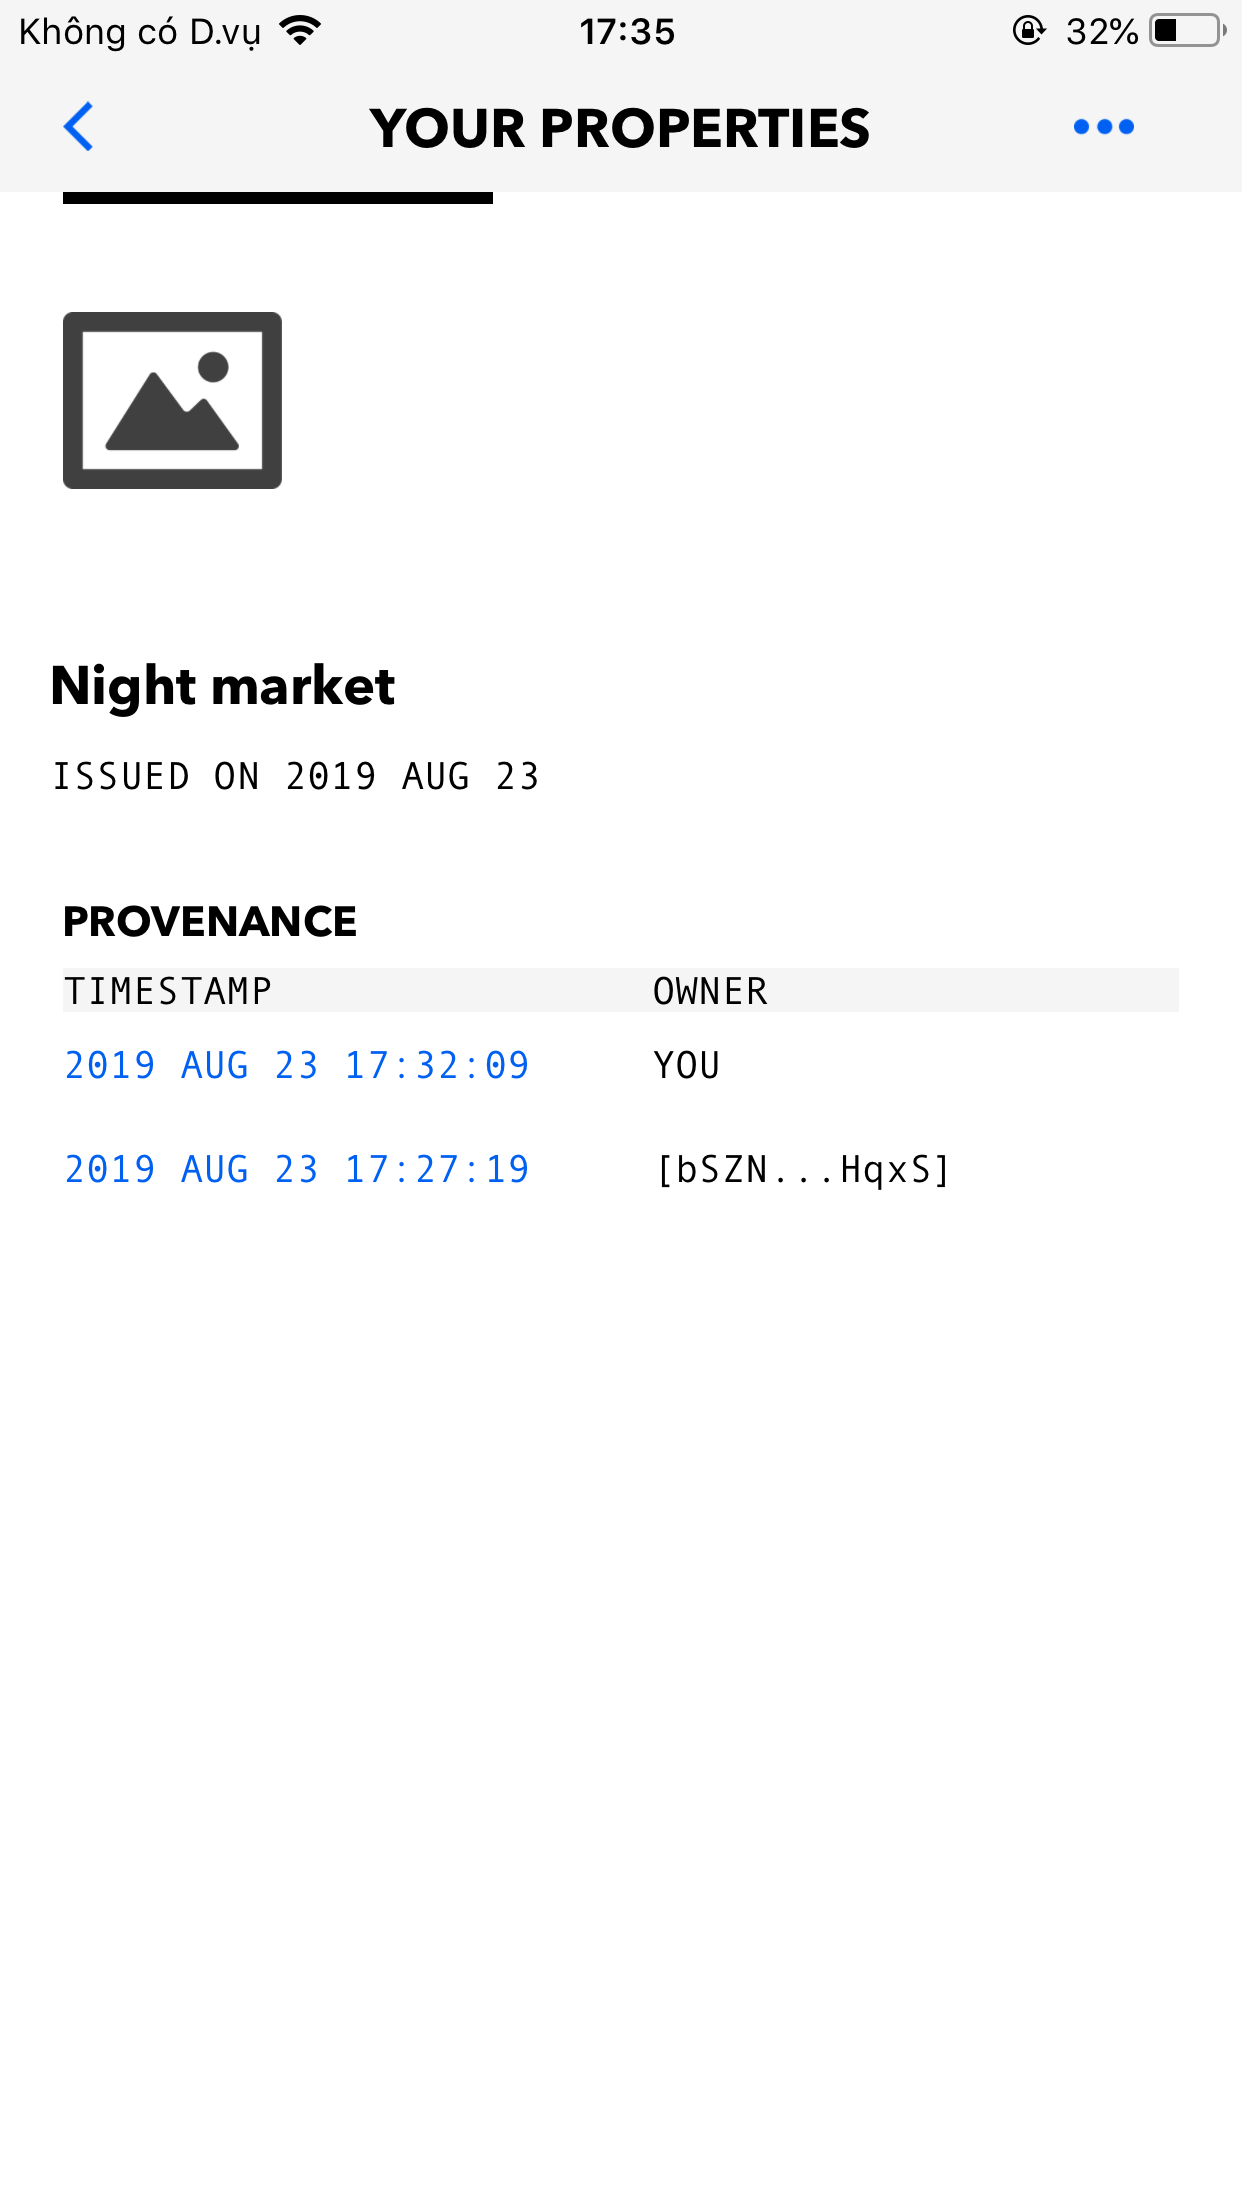 Không có D.vụ 17:35 32%
YOUR PROPERTIES
Night market
ISSUED ON 2019 AUG 23
PROVENANCE
TIMESTAMP OWNER
2019 AUG 23 17:32:09 YOU
2019 AUG 23 17:27:19 [bSZN...HqxS]